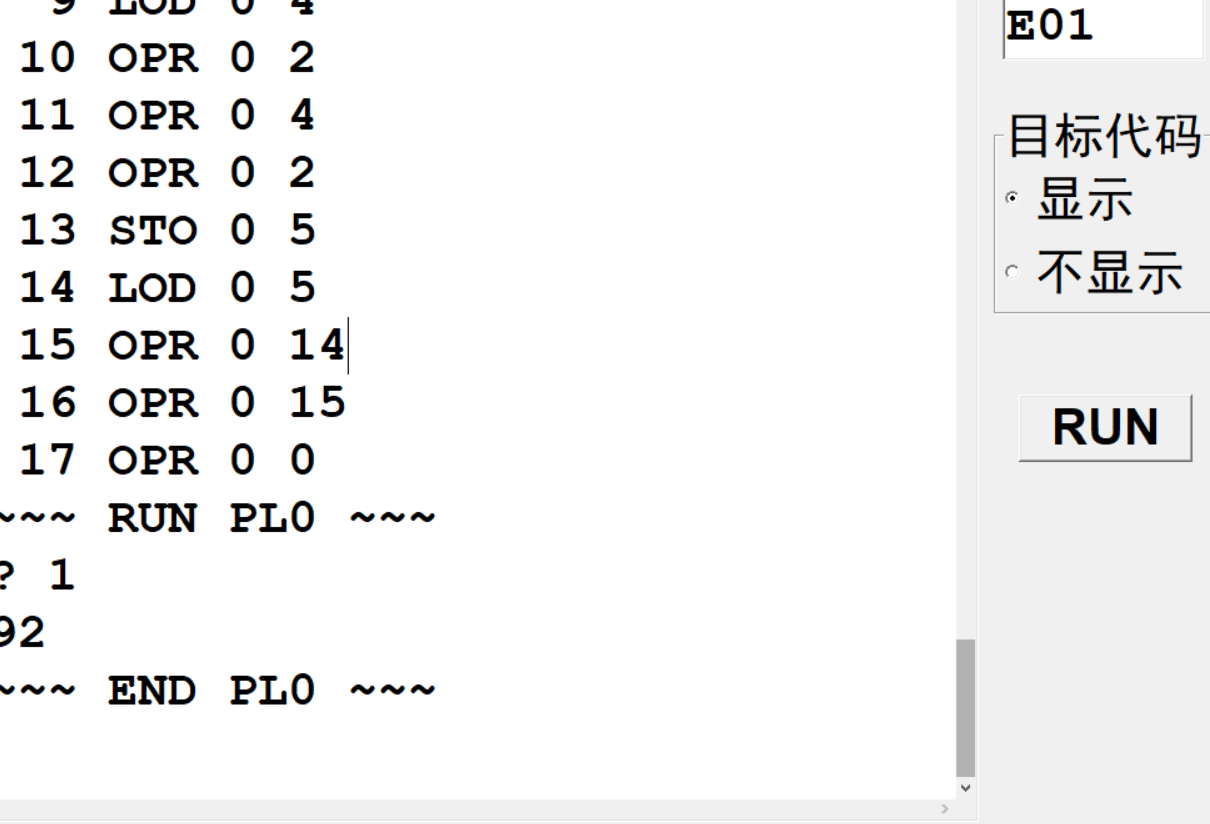 9 LOD 0 4
10 OPR 0 2
11 OPR 0 4
12 OPR 0 2
13 STO 0 5
14 LOD 0 5
15 OPR 0 14
16 OPR 0 15
17 OPR 0 0
~~~ RUN PL0 ~~~
? 1
92
~~~ END PL0 ~~~
E01
目标代码
显示
不显示
RUN